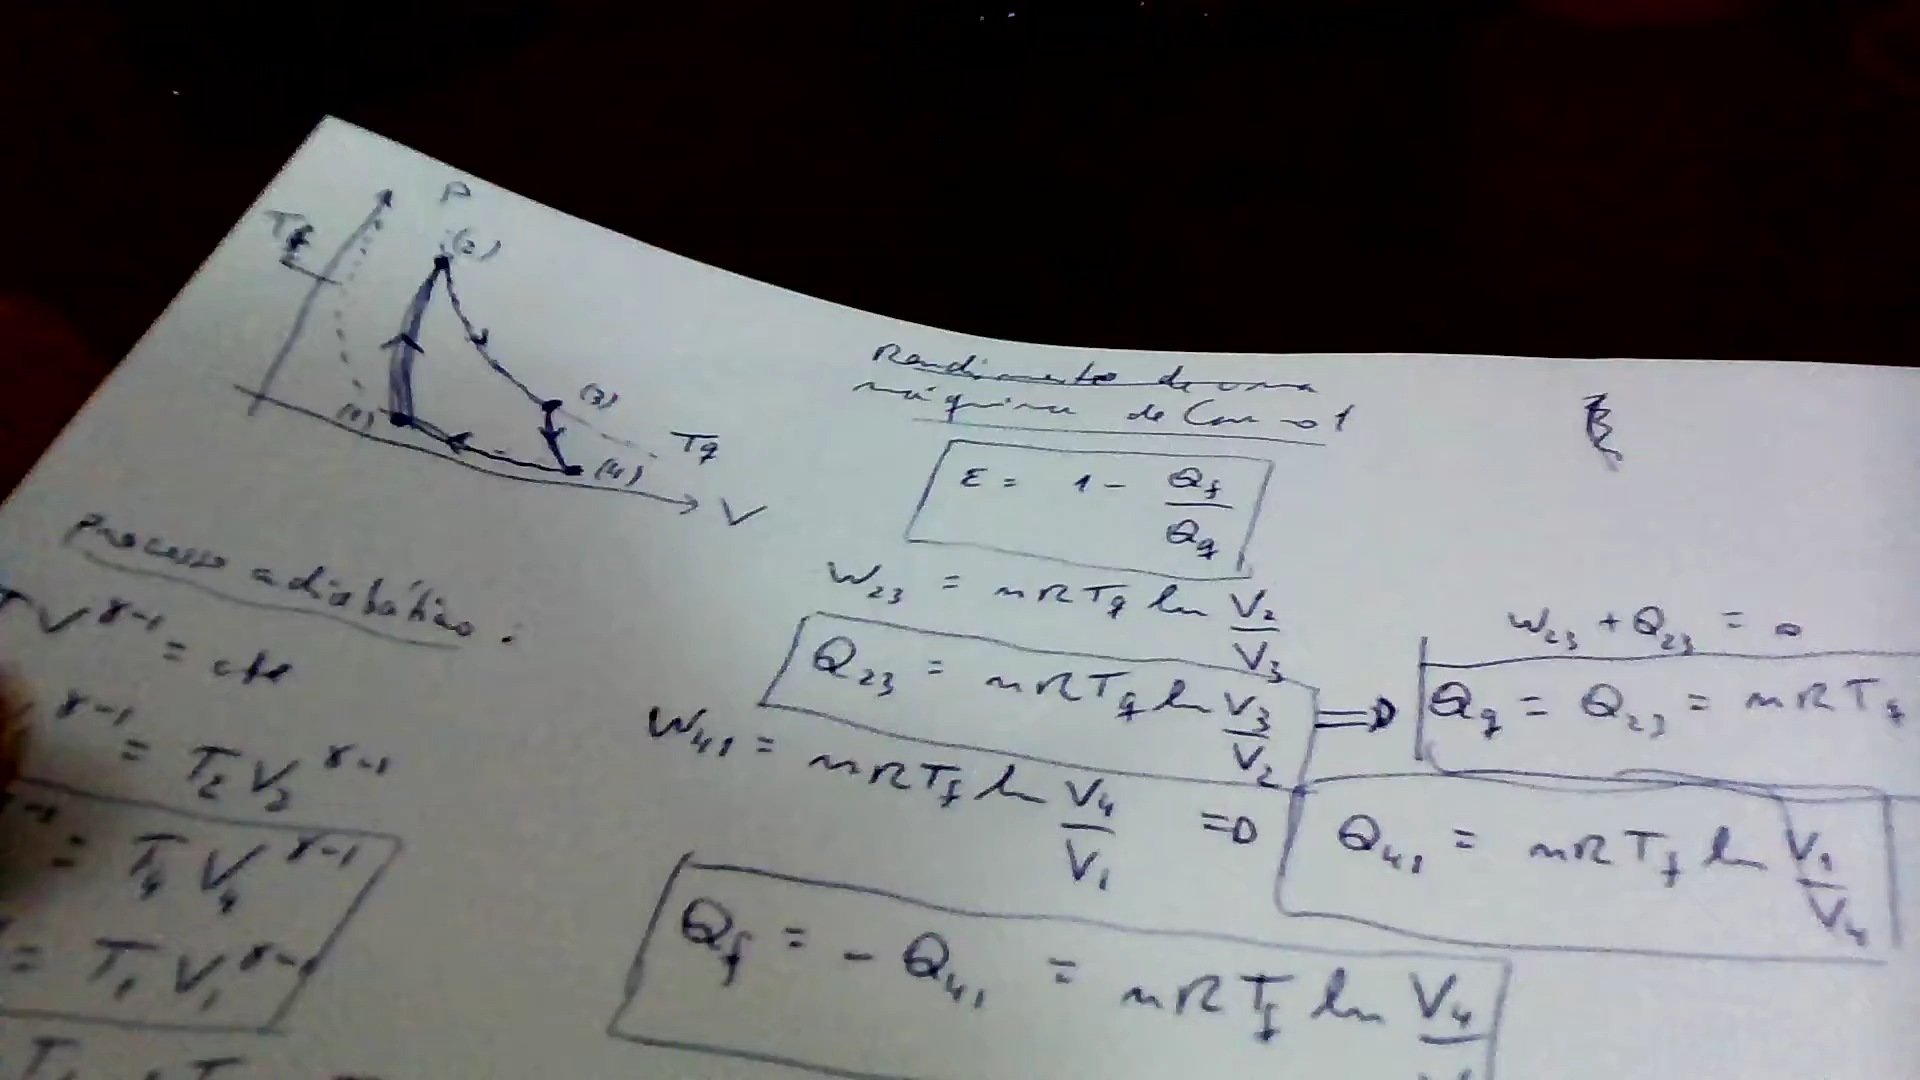 P
(2)
T_f
(3)
(1)
T_q
(4)
V
Rendimento de uma
máquina de Carnot
ε = 1 - Q_f / Q_q
processo adiabático:
T V^{γ-1} = cte
W_23 = nRT_q ln V_2/V_3
W_23 + Q_23 = 0
Q_23 = nRT_q ln V_3/V_2
=> Q_q = Q_23 = nRT_q
^{γ-1} = T_2 V_2^{γ-1}
W_41 = nRT_f ln V_4/V_1
=> Q_41 = nRT_f ln V_1/V_4
= T_4 V_4^{γ-1}
= T_1 V_1^{γ-1}
Q_f = - Q_41 = nRT_f ln V_4